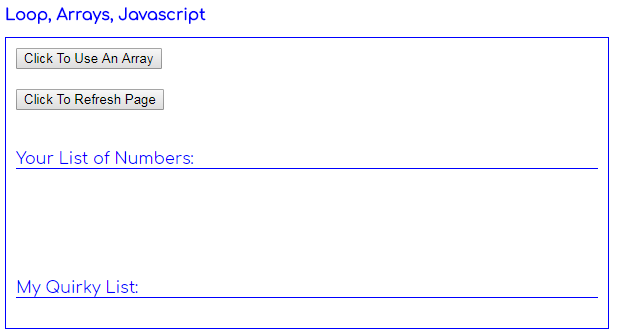 Loop, Arrays, Javascript
Click To Use An Array
Click To Refresh Page
Your List of Numbers:
My Quirky List: